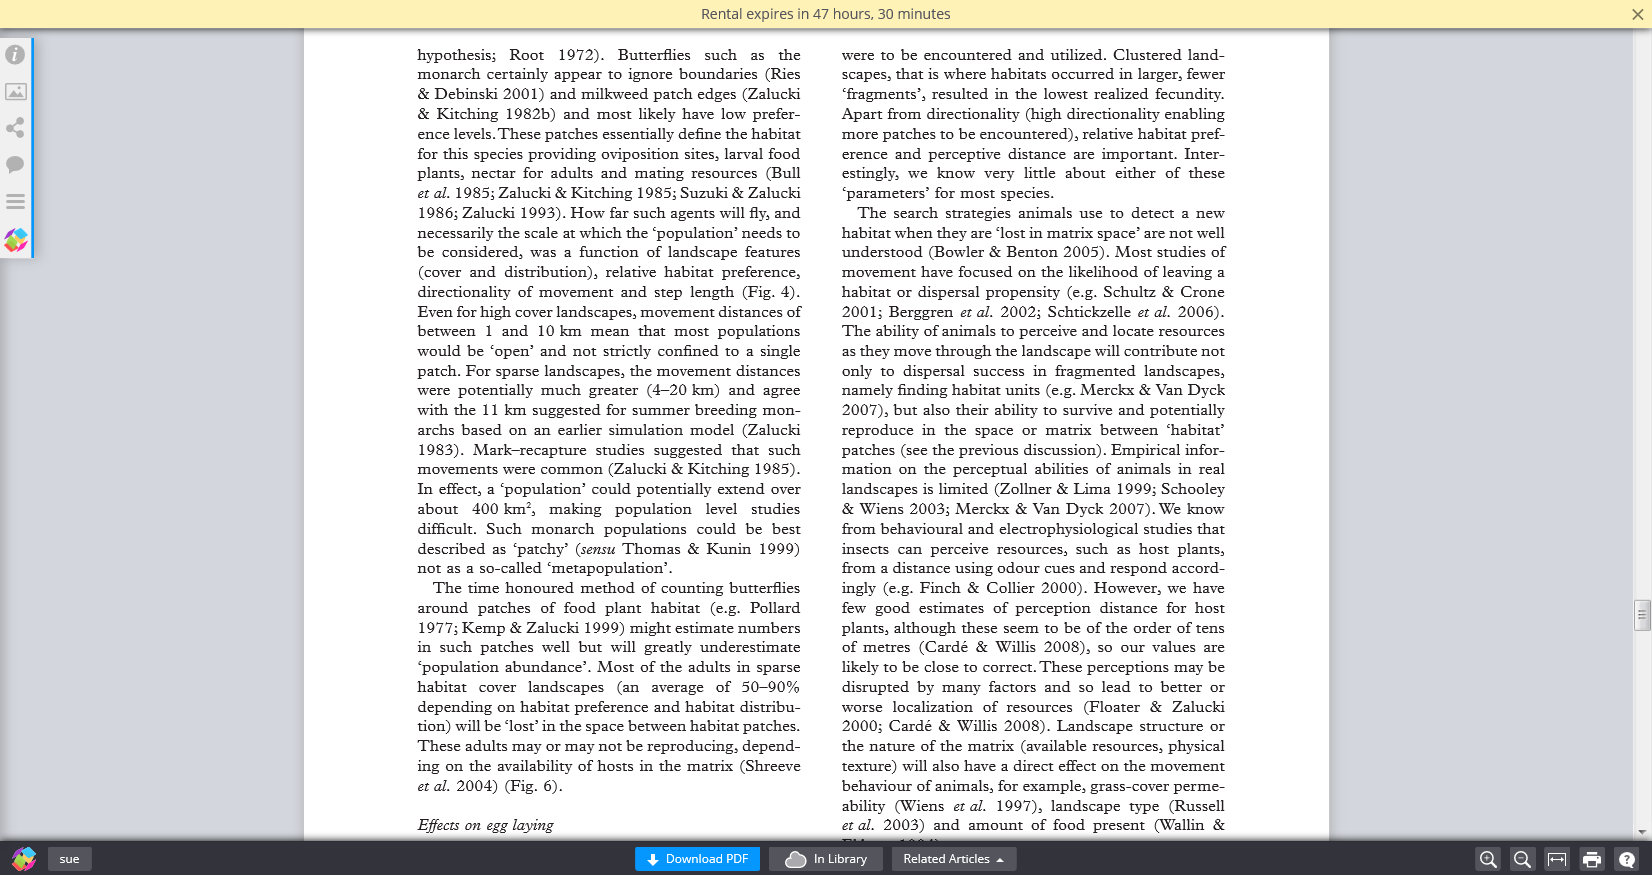 Rental expires in 47 hours, 30 minutes
hypothesis; Root 1972). Butterflies such as the
monarch certainly appear to ignore boundaries (Ries
& Debinski 2001) and milkweed patch edges (Zalucki
& Kitching 1982b) and most likely have low prefer-
ence levels. These patches essentially define the habitat
for this species providing oviposition sites, larval food
plants, nectar for adults and mating resources (Bull
et al. 1985; Zalucki & Kitching 1985; Suzuki & Zalucki
1986; Zalucki 1993). How far such agents will fly, and
necessarily the scale at which the ‘population’ needs to
be considered, was a function of landscape features
(cover and distribution), relative habitat preference,
directionality of movement and step length (Fig. 4).
Even for high cover landscapes, movement distances of
between 1 and 10 km mean that most populations
would be ‘open’ and not strictly confined to a single
patch. For sparse landscapes, the movement distances
were potentially much greater (4–20 km) and agree
with the 11 km suggested for summer breeding mon-
archs based on an earlier simulation model (Zalucki
1983). Mark–recapture studies suggested that such
movements were common (Zalucki & Kitching 1985).
In effect, a ‘population’ could potentially extend over
about 400 km², making population level studies
difficult. Such monarch populations could be best
described as ‘patchy’ (sensu Thomas & Kunin 1999)
not as a so-called ‘metapopulation’.
The time honoured method of counting butterflies
around patches of food plant habitat (e.g. Pollard
1977; Kemp & Zalucki 1999) might estimate numbers
in such patches well but will greatly underestimate
‘population abundance’. Most of the adults in sparse
habitat cover landscapes (an average of 50–90%
depending on habitat preference and habitat distribu-
tion) will be ‘lost’ in the space between habitat patches.
These adults may or may not be reproducing, depend-
ing on the availability of hosts in the matrix (Shreeve
et al. 2004) (Fig. 6).
Effects on egg laying
were to be encountered and utilized. Clustered land-
scapes, that is where habitats occurred in larger, fewer
‘fragments’, resulted in the lowest realized fecundity.
Apart from directionality (high directionality enabling
more patches to be encountered), relative habitat pref-
erence and perceptive distance are important. Inter-
estingly, we know very little about either of these
‘parameters’ for most species.
The search strategies animals use to detect a new
habitat when they are ‘lost in matrix space’ are not well
understood (Bowler & Benton 2005). Most studies of
movement have focused on the likelihood of leaving a
habitat or dispersal propensity (e.g. Schultz & Crone
2001; Berggren et al. 2002; Schtickzelle et al. 2006).
The ability of animals to perceive and locate resources
as they move through the landscape will contribute not
only to dispersal success in fragmented landscapes,
namely finding habitat units (e.g. Merckx & Van Dyck
2007), but also their ability to survive and potentially
reproduce in the space or matrix between ‘habitat’
patches (see the previous discussion). Empirical infor-
mation on the perceptual abilities of animals in real
landscapes is limited (Zollner & Lima 1999; Schooley
& Wiens 2003; Merckx & Van Dyck 2007). We know
from behavioural and electrophysiological studies that
insects can perceive resources, such as host plants,
from a distance using odour cues and respond accord-
ingly (e.g. Finch & Collier 2000). However, we have
few good estimates of perception distance for host
plants, although these seem to be of the order of tens
of metres (Cardé & Willis 2008), so our values are
likely to be close to correct. These perceptions may be
disrupted by many factors and so lead to better or
worse localization of resources (Floater & Zalucki
2000; Cardé & Willis 2008). Landscape structure or
the nature of the matrix (available resources, physical
texture) will also have a direct effect on the movement
behaviour of animals, for example, grass-cover perme-
ability (Wiens et al. 1997), landscape type (Russell
et al. 2003) and amount of food present (Wallin &
sue
Download PDF
In Library
Related Articles